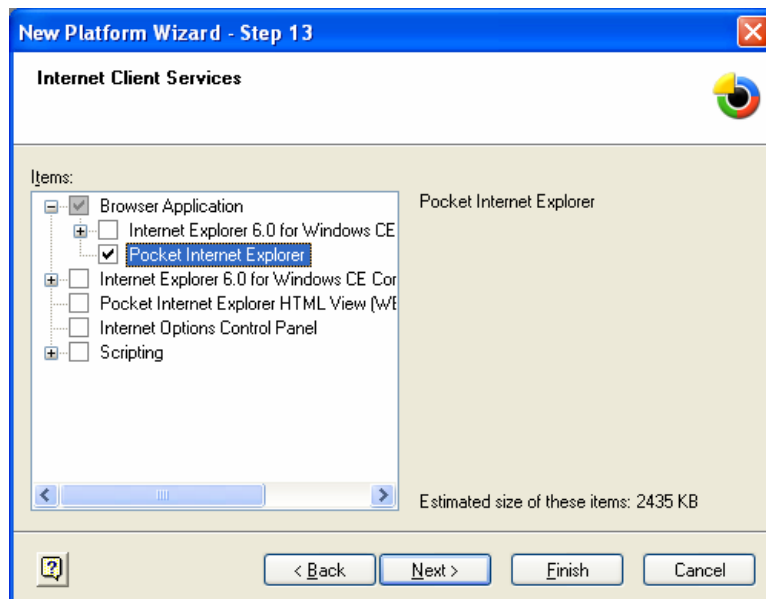 New Platform Wizard - Step 13
Internet Client Services
Items:
Browser Application
Pocket Internet Explorer
Internet Explorer 6.0 for Windows CE
Pocket Internet Explorer
Internet Explorer 6.0 for Windows CE Cor
Pocket Internet Explorer HTML View (WE
Internet Options Control Panel
Scripting
Estimated size of these items: 2435 KB
< Back
Next >
Finish
Cancel